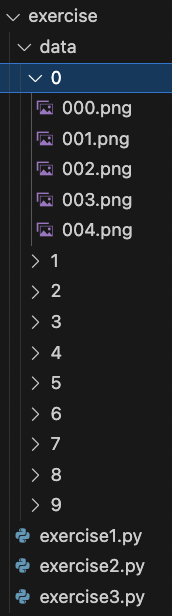 exercise
data
0
000.png
001.png
002.png
003.png
004.png
1
2
3
4
5
6
7
8
9
exercise1.py
exercise2.py
exercise3.py